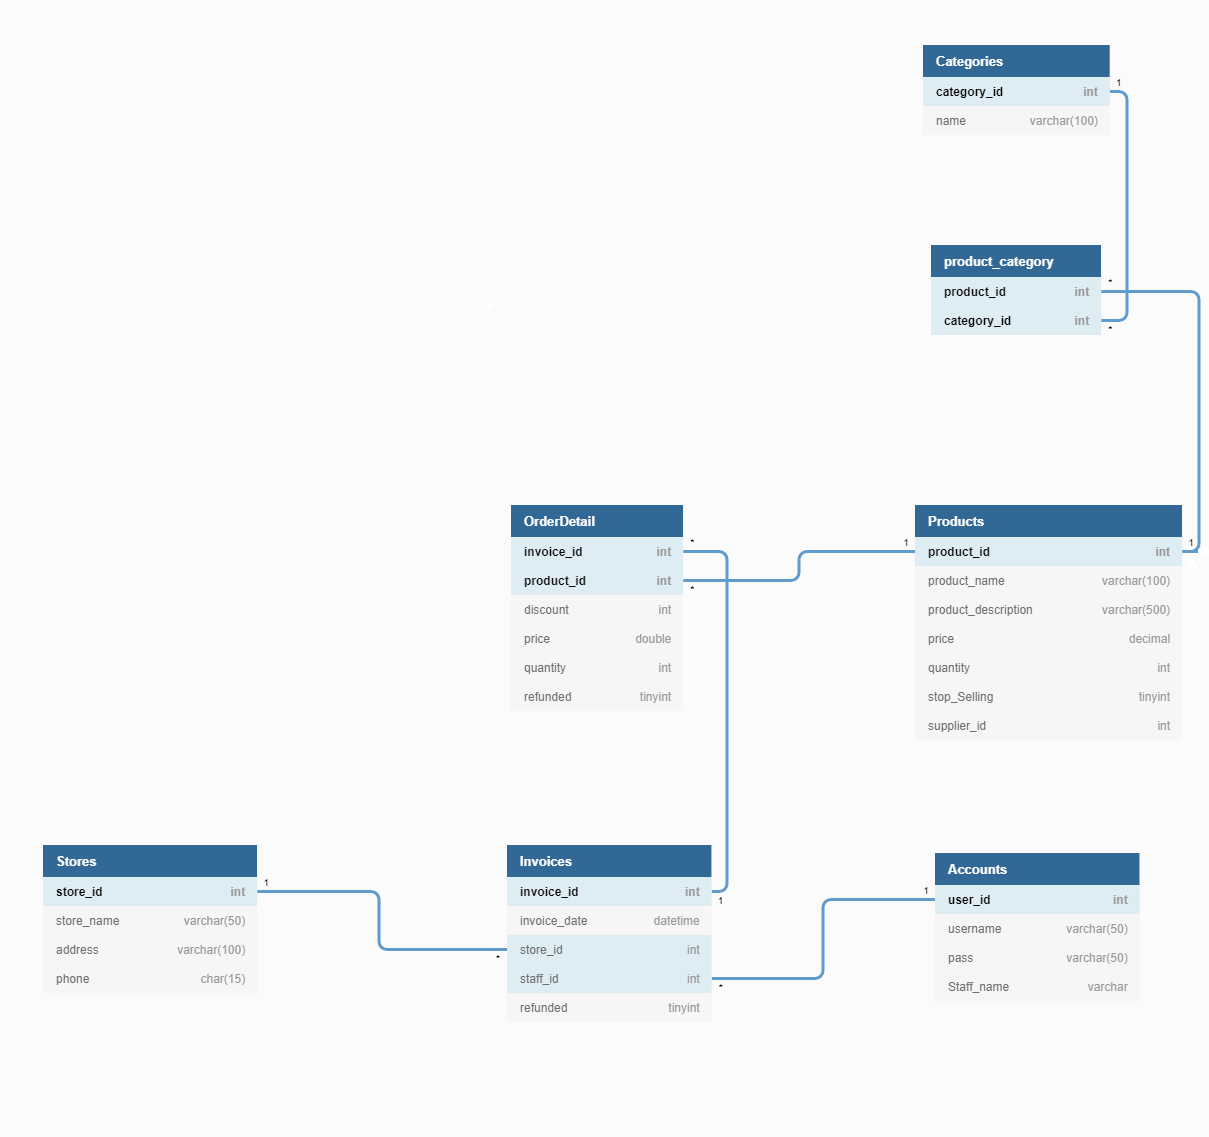 Categories
1
category_id int
name varchar(100)
product_category
*
product_id int
category_id int
*
OrderDetail
*
invoice_id int
product_id int
*
discount int
price double
quantity int
refunded tinyint
Products
1
1
product_id int
product_name varchar(100)
product_description varchar(500)
price decimal
quantity int
stop_Selling tinyint
supplier_id int
Stores
1
store_id int
store_name varchar(50)
address varchar(100)
phone char(15)
Invoices
invoice_id int
1
invoice_date datetime
store_id int
*
staff_id int
*
refunded tinyint
Accounts
1
user_id int
username varchar(50)
pass varchar(50)
Staff_name varchar